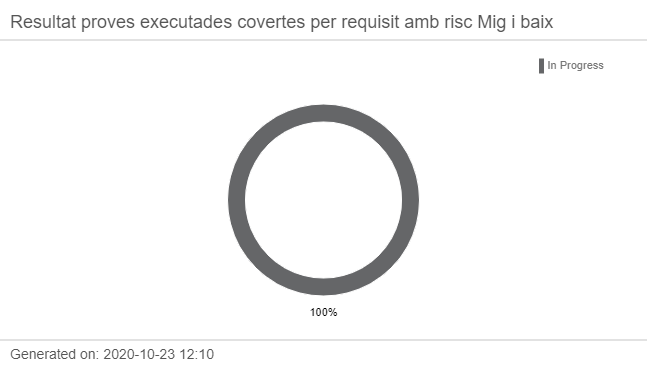 Resultat proves executades covertes per requisit amb risc Mig i baix
In Progress
100%
Generated on: 2020-10-23 12:10